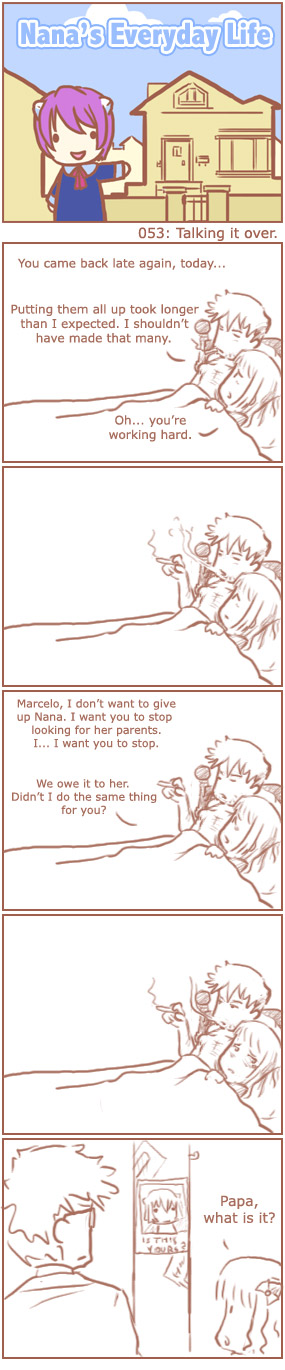 Nana's Everyday Life
053: Talking it over.
You came back late again, today...
Putting them all up took longer
than I expected. I shouldn't
have made that many.
Oh... you're
working hard.
Marcelo, I don't want to give
up Nana. I want you to stop
looking for her parents.
I... I want you to stop.
We owe it to her.
Didn't I do the same thing
for you?
IS THIS
YOURS?
Papa,
what is it?